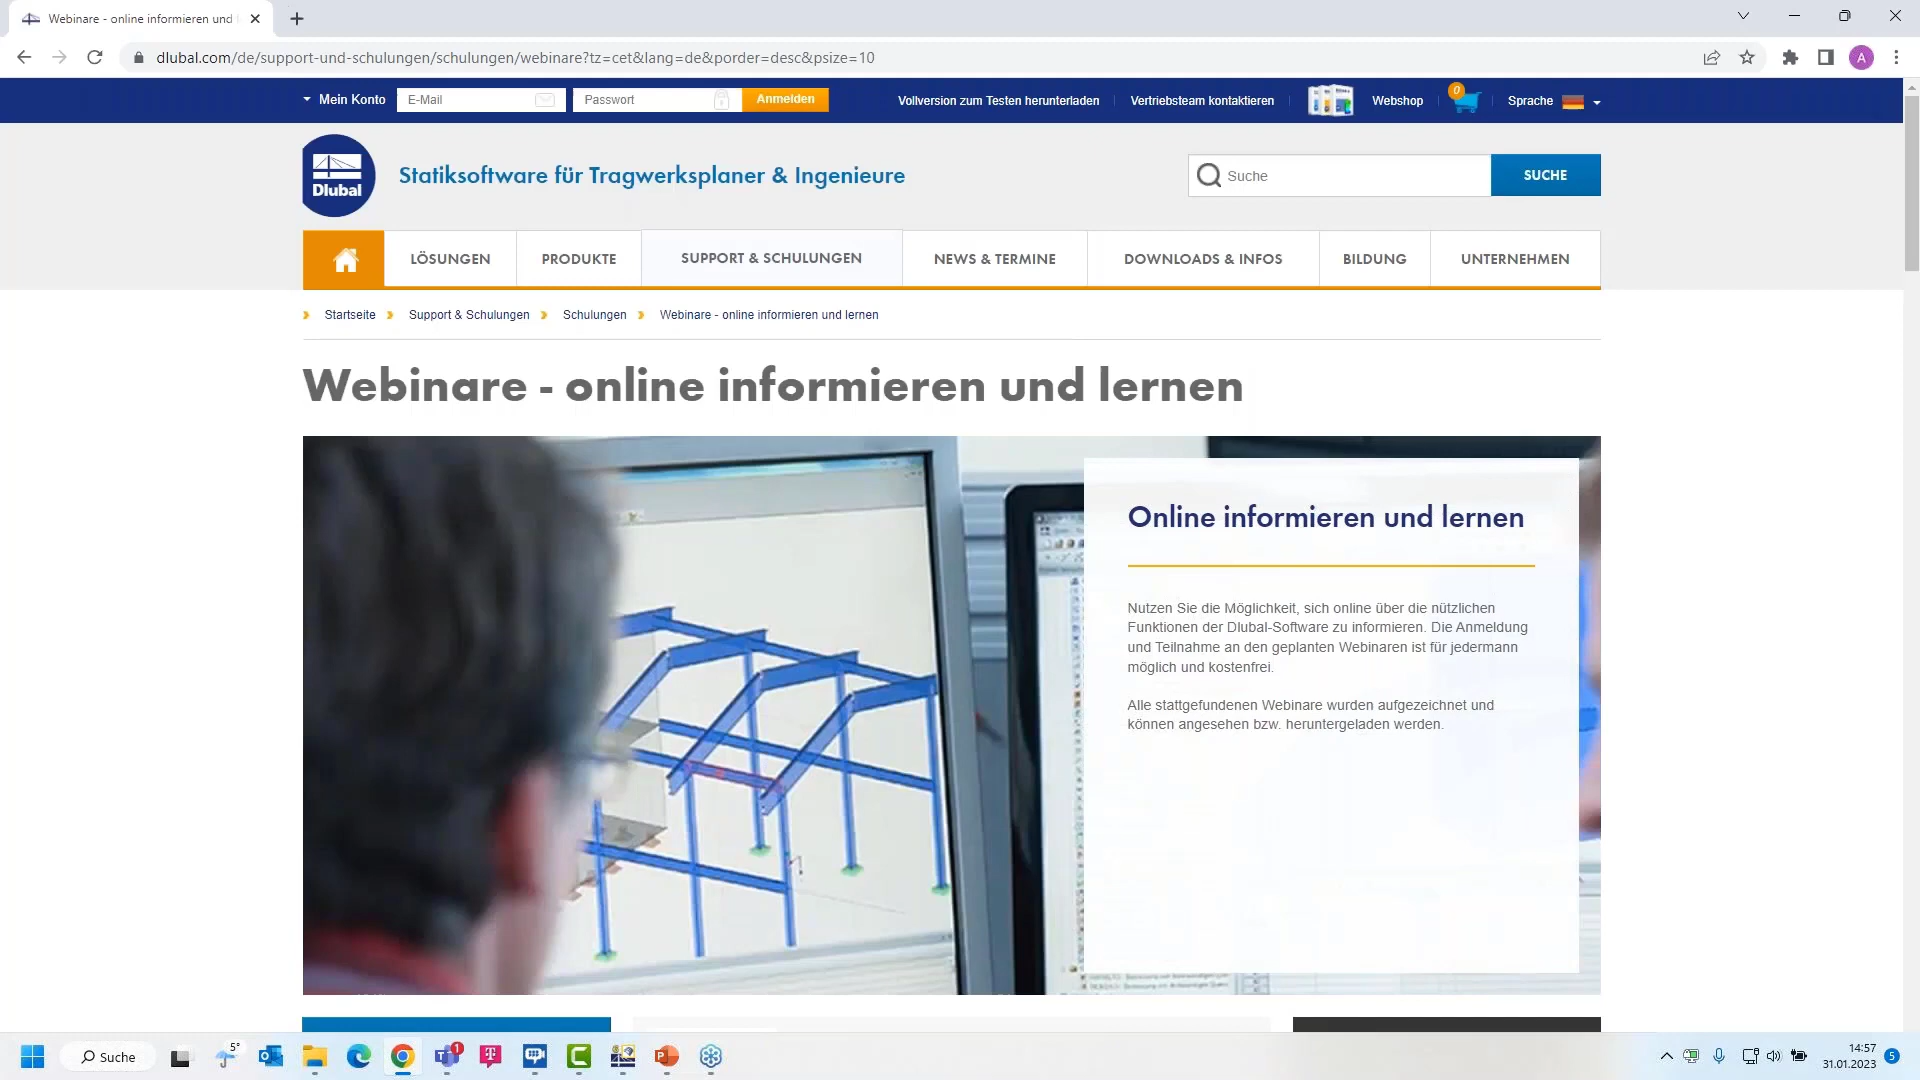 Webinare - online informieren und
dlubal.com/de/support-und-schulungen/schulungen/webinare?tz=cet&lang=de&porder=desc&psize=10
A
Mein Konto
E-Mail
Passwort
Anmelden
Vollversion zum Testen herunterladen
Vertriebsteam kontaktieren
Webshop
0
Sprache
Dlubal
Statiksoftware für Tragwerksplaner & Ingenieure
Suche
SUCHE
LÖSUNGEN
PRODUKTE
SUPPORT & SCHULUNGEN
NEWS & TERMINE
DOWNLOADS & INFOS
BILDUNG
UNTERNEHMEN
Startseite
Support & Schulungen
Schulungen
Webinare - online informieren und lernen
Webinare - online informieren und lernen
Online informieren und lernen
Nutzen Sie die Möglichkeit, sich online über die nützlichen
Funktionen der Dlubal-Software zu informieren. Die Anmeldung
und Teilnahme an den geplanten Webinaren ist für jedermann
möglich und kostenfrei.
Alle stattgefundenen Webinare wurden aufgezeichnet und
können angesehen bzw. heruntergeladen werden.
Suche
5°
1
14:57
31.01.2023
5